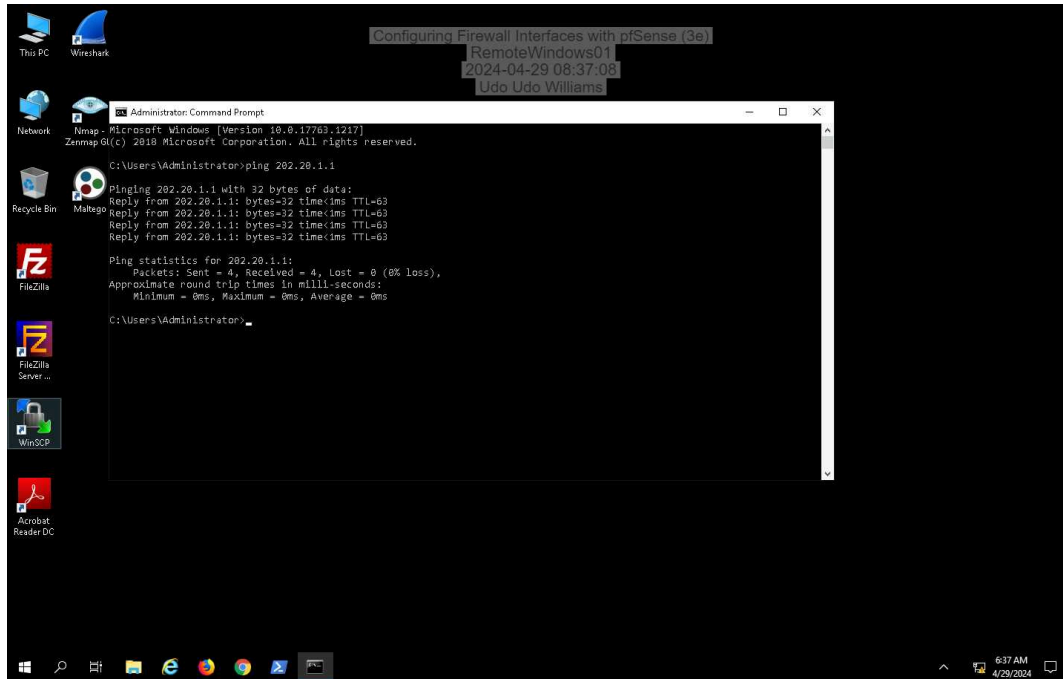 Configuring Firewall Interfaces with pfSense (3e)
RemoteWindows01
2024-04-29 08:37:08
Udo Udo Williams
This PC
Wireshark
Network
Nmap -
Zenmap GU
Recycle Bin
Maltego
FileZilla
FileZilla
Server ...
WinSCP
Acrobat
Reader DC
Administrator: Command Prompt
Microsoft Windows [Version 10.0.17763.1217]
(c) 2018 Microsoft Corporation. All rights reserved.
C:\Users\Administrator>ping 202.20.1.1
Pinging 202.20.1.1 with 32 bytes of data:
Reply from 202.20.1.1: bytes=32 time<1ms TTL=63
Reply from 202.20.1.1: bytes=32 time<1ms TTL=63
Reply from 202.20.1.1: bytes=32 time<1ms TTL=63
Reply from 202.20.1.1: bytes=32 time<1ms TTL=63
Ping statistics for 202.20.1.1:
Packets: Sent = 4, Received = 4, Lost = 0 (0% loss),
Approximate round trip times in milli-seconds:
Minimum = 0ms, Maximum = 0ms, Average = 0ms
C:\Users\Administrator>
6:37 AM
4/29/2024